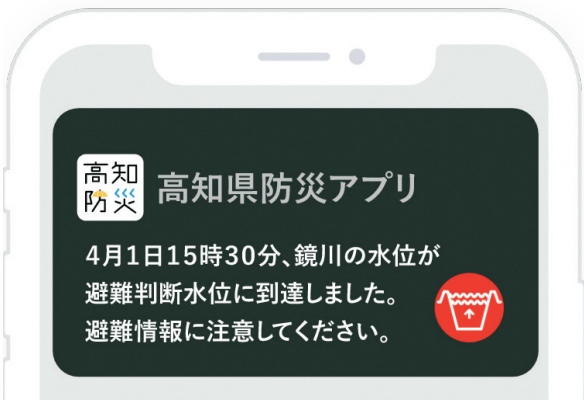 高知
防災
高知県防災アプリ
4月1日15時30分、鏡川の水位が
避難判断水位に到達しました。
避難情報に注意してください。